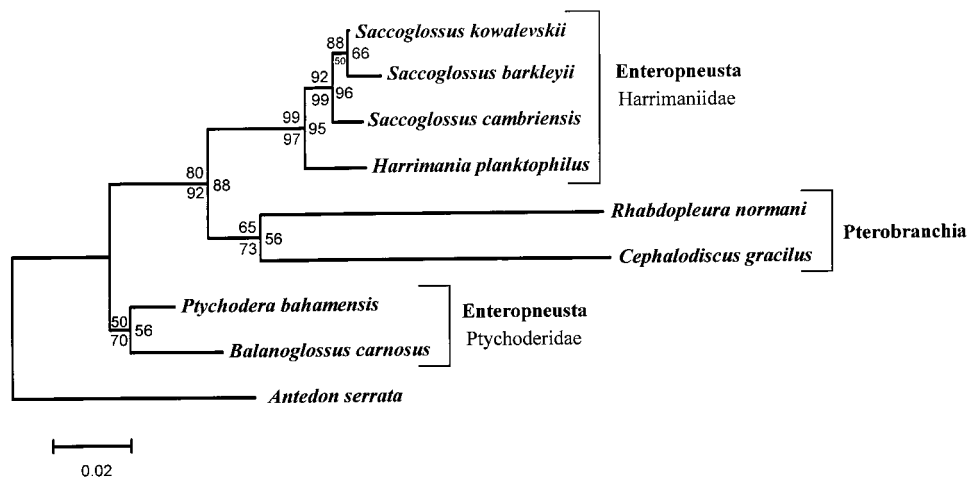 Saccoglossus kowalevskii
88
50
66
Saccoglossus barkleyii
Enteropneusta
Harrimaniidae
92
99
96
Saccoglossus cambriensis
99
97
95
Harrimania planktophilus
80
92
88
Rhabdopleura normani
65
73
56
Pterobranchia
Cephalodiscus gracilus
Ptychodera bahamensis
50
70
56
Enteropneusta
Ptychoderidae
Balanoglossus carnosus
Antedon serrata
0.02